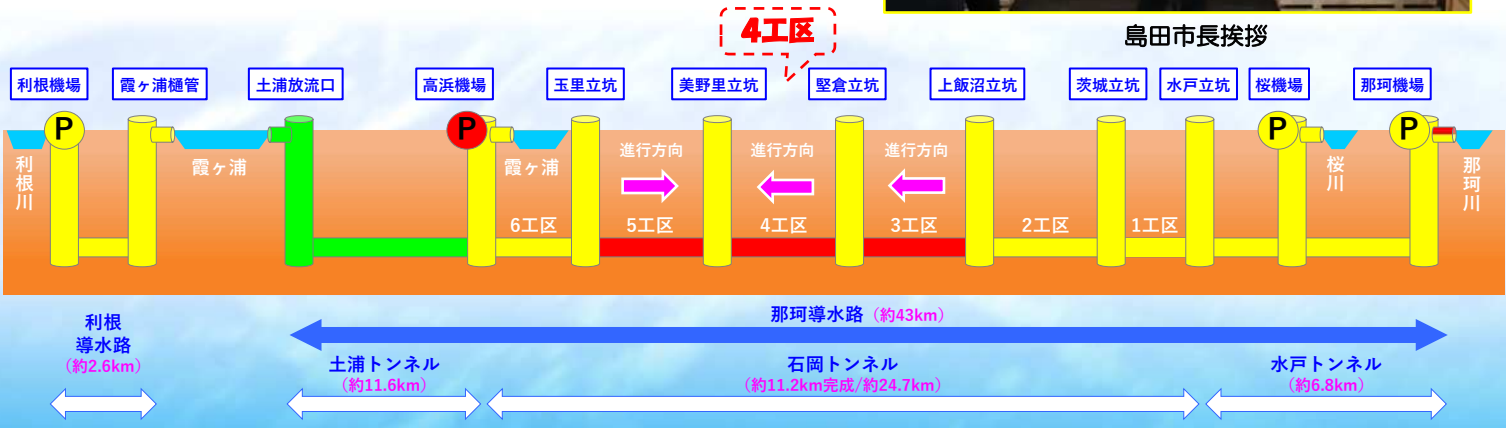 4工区
島田市長挨拶
利根機場
霞ヶ浦樋管
土浦放流口
高浜機場
玉里立坑
美野里立坑
堅倉立坑
上飯沼立坑
茨城立坑
水戸立坑
桜機場
那珂機場
P
P
P
P
利根川
霞ヶ浦
霞ヶ浦
進行方向
進行方向
進行方向
桜川
那珂川
6工区
5工区
4工区
3工区
2工区
1工区
那珂導水路（約43km）
利根
導水路
（約2.6km）
土浦トンネル
（約11.6km）
石岡トンネル
（約11.2km完成/約24.7km）
水戸トンネル
（約6.8km）